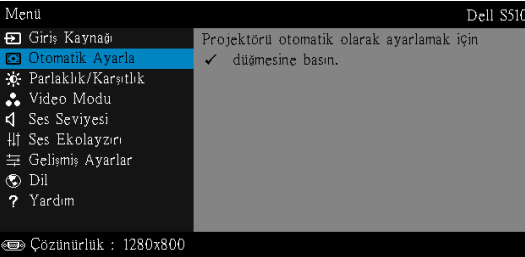 Menü
Dell S510
Giriş Kaynağı
Otomatik Ayarla
Parlaklık/Karşıtlık
Video Modu
Ses Seviyesi
Ses Ekolayzırı
Gelişmiş Ayarlar
Dil
? Yardım
Projektörü otomatik olarak ayarlamak için
✓ düğmesine basın.
Çözünürlük : 1280x800